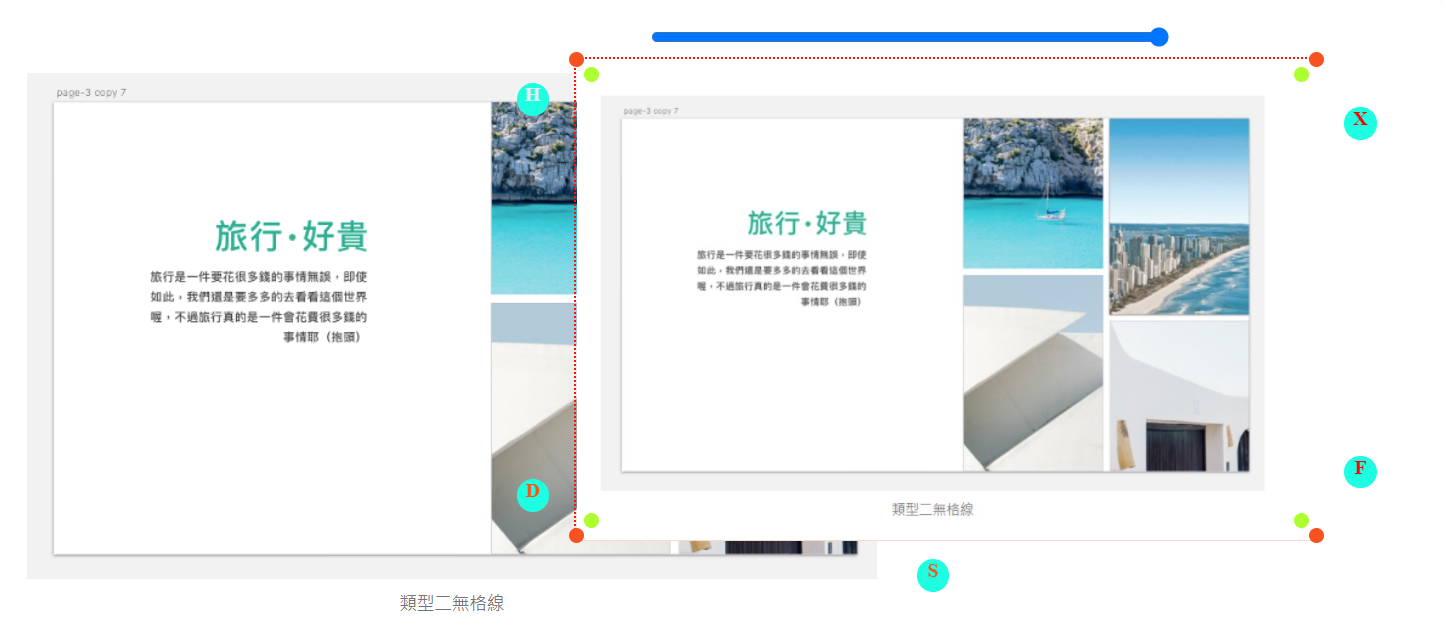 page-3 copy 7
H
旅行·好貴
旅行是一件要花很多錢的事情無誤，即使
如此，我們還是要多多的去看看這個世界
喔，不過旅行真的是一件會花費很多錢的
事情耶（抱頭）
D
類型二無格線
page-3 copy 7
旅行·好貴
旅行是一件要花很多錢的事情無誤，即使
如此，我們還是要多多的去看看這個世界
喔，不過旅行真的是一件會花費很多錢的
事情耶（抱頭）
類型二無格線
X
F
S